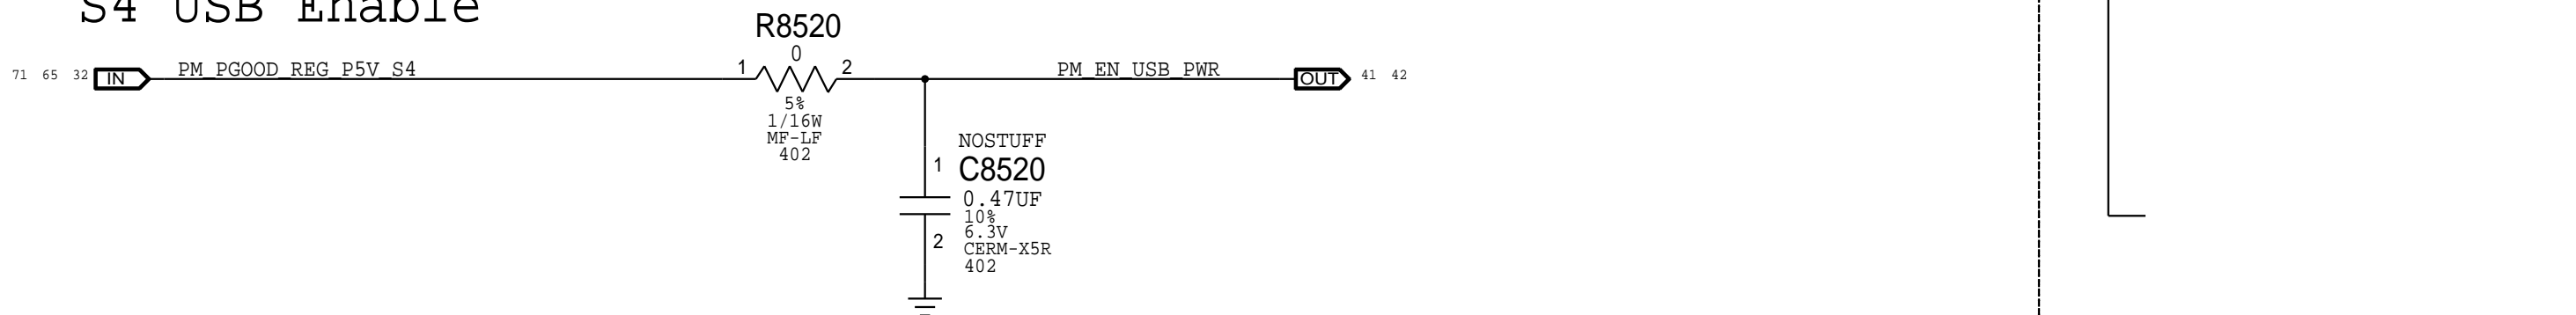 S4 USB Enable
R8520
0
71 65 32 IN PM_PGOOD_REG_P5V_S4 1 2 PM_EN_USB_PWR OUT 41 42
5%
1/16W
MF-LF
402
NOSTUFF
1 C8520
0.47UF
10%
6.3V
2 CERM-X5R
402